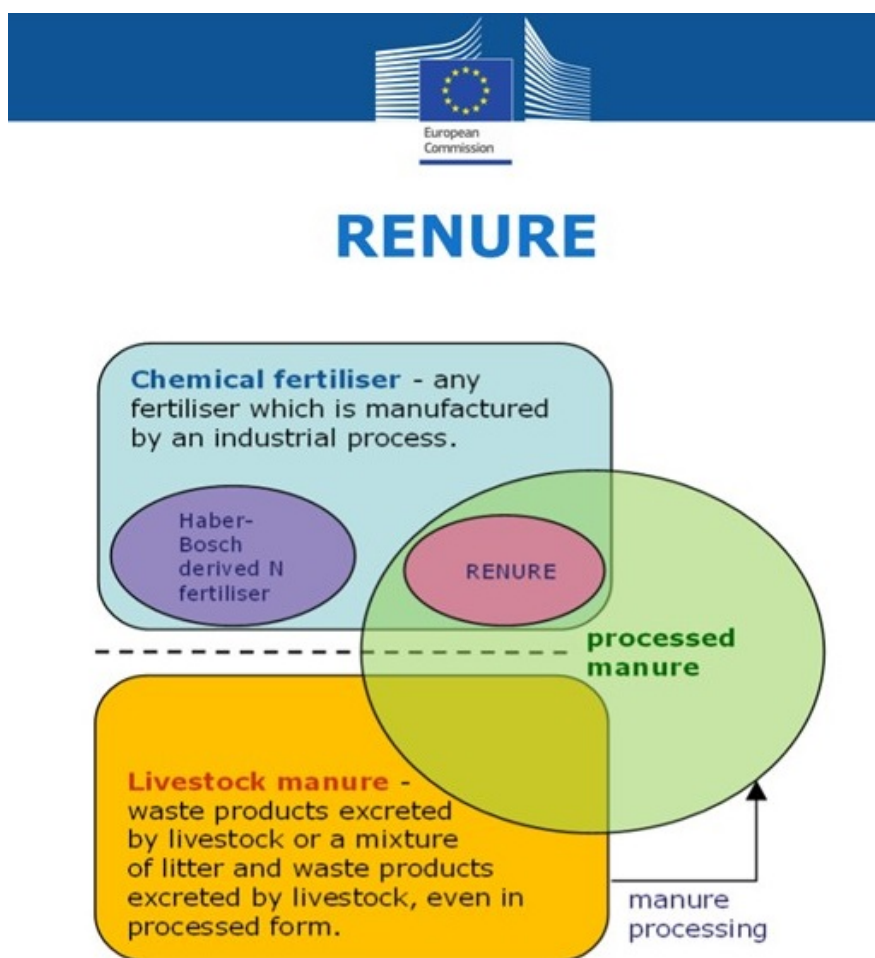 European
Commission
RENURE
Chemical fertiliser - any
fertiliser which is manufactured
by an industrial process.
Haber-
Bosch
derived N
fertiliser
RENURE
processed
manure
Livestock manure -
waste products excreted
by livestock or a mixture
of litter and waste products
excreted by livestock, even in
processed form.
manure
processing